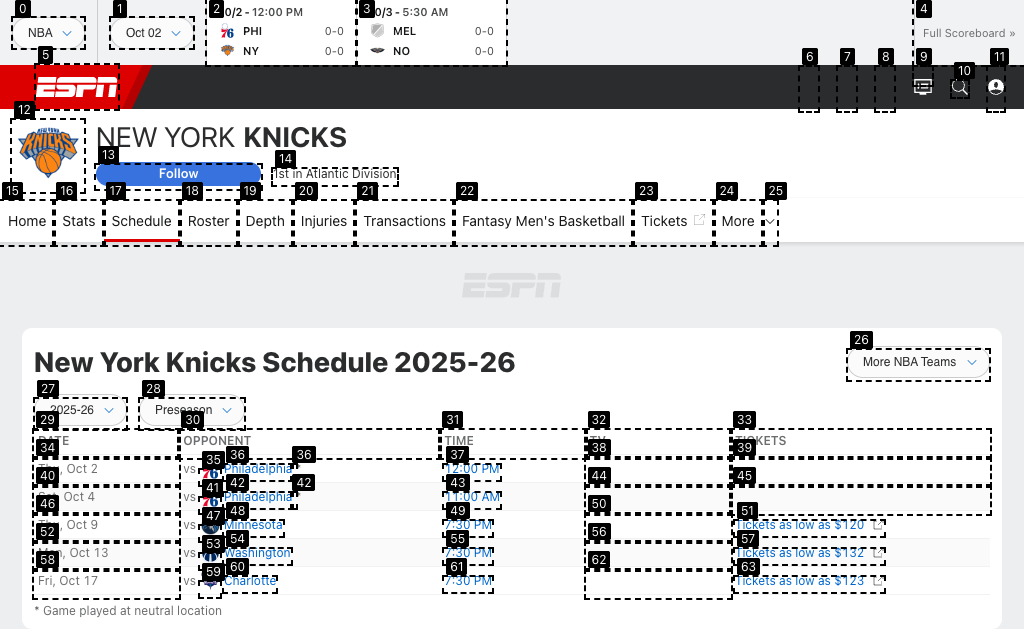 NBA
Oct 02
0/2 - 12:00 PM
PHI 0-0
NY 0-0
0/3 - 5:30 AM
MEL 0-0
NO 0-0
Full Scoreboard »
ESPN
NEW YORK KNICKS
Follow
1st in Atlantic Division
Home
Stats
Schedule
Roster
Depth
Injuries
Transactions
Fantasy Men's Basketball
Tickets
More
ESPN
New York Knicks Schedule 2025-26
More NBA Teams
2025-26
Preseason
OPPONENT TIME TICKETS
Oct 2 vs Philadelphia 12:00 PM
Oct 4 vs Philadelphia 11:00 AM
Oct 9 vs Minnesota 7:30 PM Tickets as low as $120
Oct 13 vs Washington 7:30 PM Tickets as low as $132
Fri, Oct 17 vs Charlotte 7:30 PM Tickets as low as $123
* Game played at neutral location
0
1
2
3
4
5
6
7
8
9
10
11
12
13
14
15
16
17
18
19
20
21
22
23
24
25
26
27
28
29
30
31
32
33
34
35
36
36
37
38
39
40
41
42
42
43
44
45
46
47
48
49
50
51
52
53
54
55
56
57
58
59
60
61
62
63